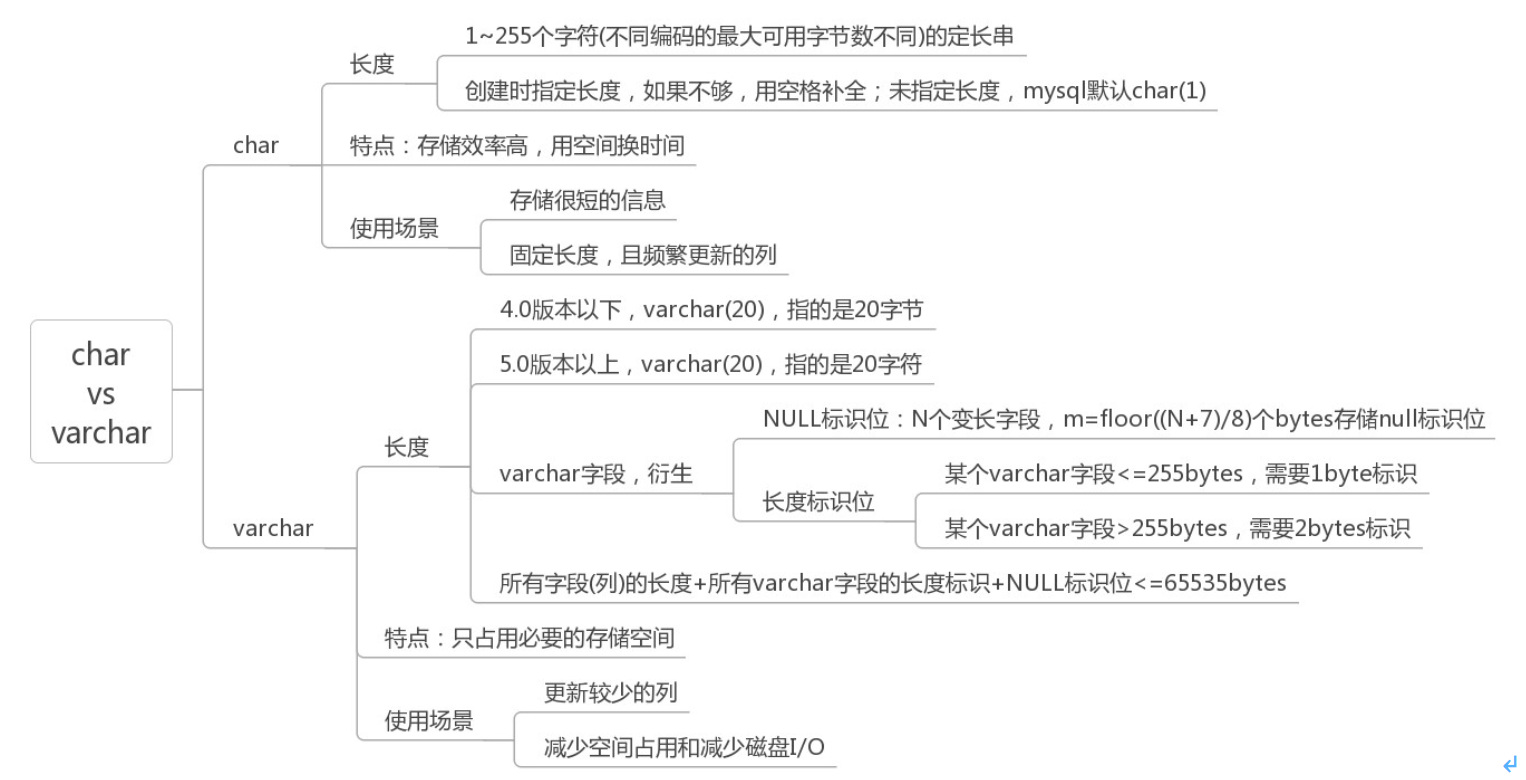 char
vs
varchar
char
长度
1~255个字符(不同编码的最大可用字节数不同)的定长串
创建时指定长度，如果不够，用空格补全；未指定长度，mysql默认char(1)
特点：存储效率高，用空间换时间
使用场景
存储很短的信息
固定长度，且频繁更新的列
varchar
长度
4.0版本以下，varchar(20)，指的是20字节
5.0版本以上，varchar(20)，指的是20字符
varchar字段，衍生
NULL标识位：N个变长字段，m=floor((N+7)/8)个bytes存储null标识位
长度标识位
某个varchar字段<=255bytes，需要1byte标识
某个varchar字段>255bytes，需要2bytes标识
所有字段(列)的长度+所有varchar字段的长度标识+NULL标识位<=65535bytes
特点：只占用必要的存储空间
使用场景
更新较少的列
减少空间占用和减少磁盘I/O